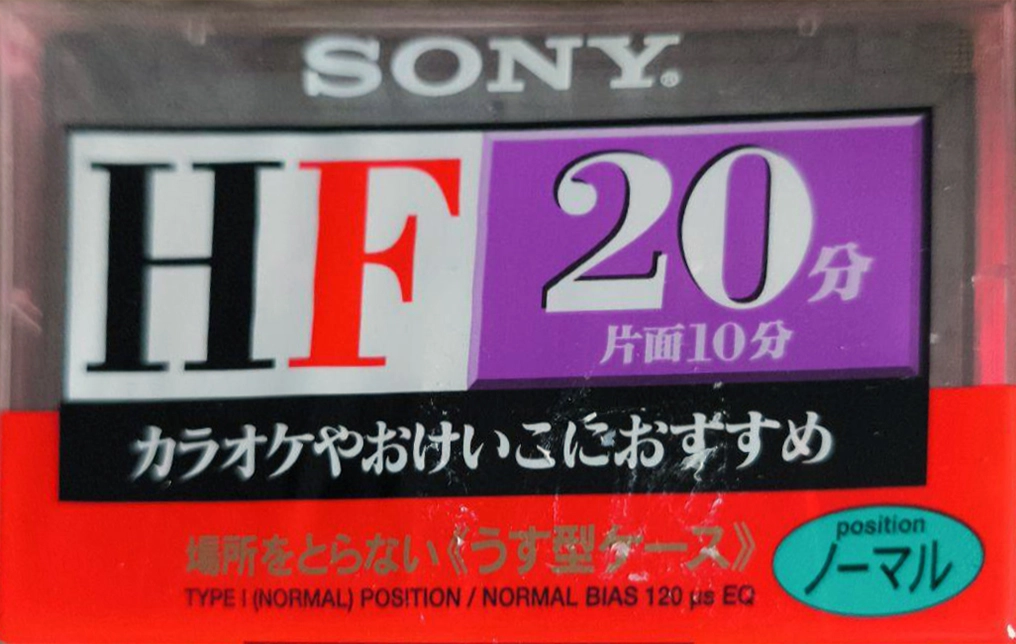 SONY®
HF 20分
片面10分
カラオケやおけいこにおすすめ
場所をとらない《うす型ケース》
position
ノーマル
TYPE I (NORMAL) POSITION / NORMAL BIAS 120 µs EQ